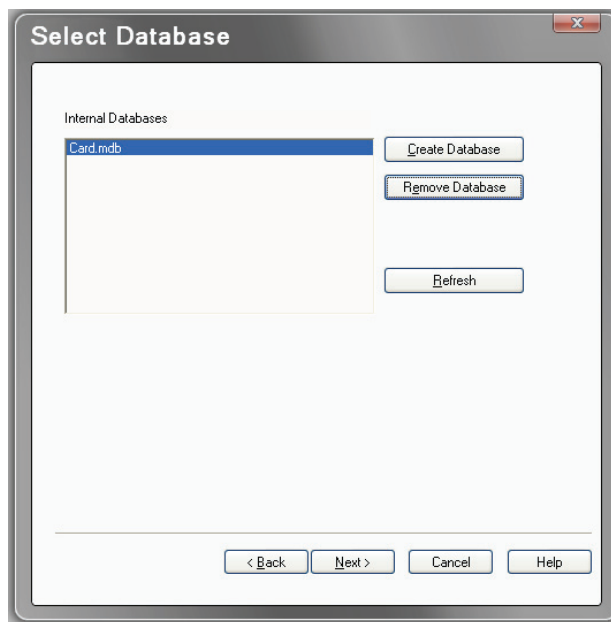 Select Database
Internal Databases
Card.mdb
Create Database
Remove Database
Refresh
< Back
Next >
Cancel
Help